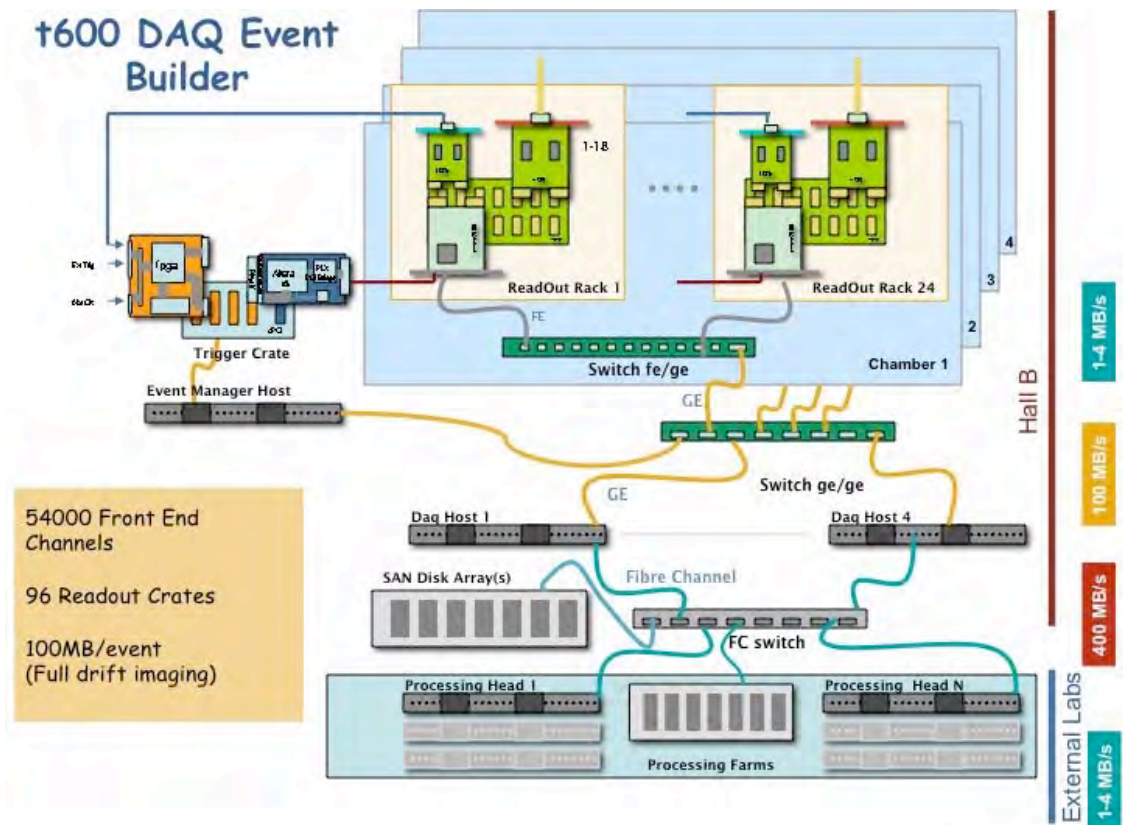 t600 DAQ Event
Builder
1-18
ReadOut Rack 1
ReadOut Rack 24
4
3
2
Chamber 1
fpga
Trigger Crate
FE
Switch fe/ge
Event Manager Host
GE
Switch ge/ge
GE
Daq Host 1
Daq Host 4
54000 Front End
Channels
96 Readout Crates
100MB/event
(Full drift imaging)
SAN Disk Array(s)
Fibre Channel
FC switch
Processing Head 1
Processing Head N
Processing Farms
Hall B
External Labs
1-4 MB/s
100 MB/s
400 MB/s
1-4 MB/s